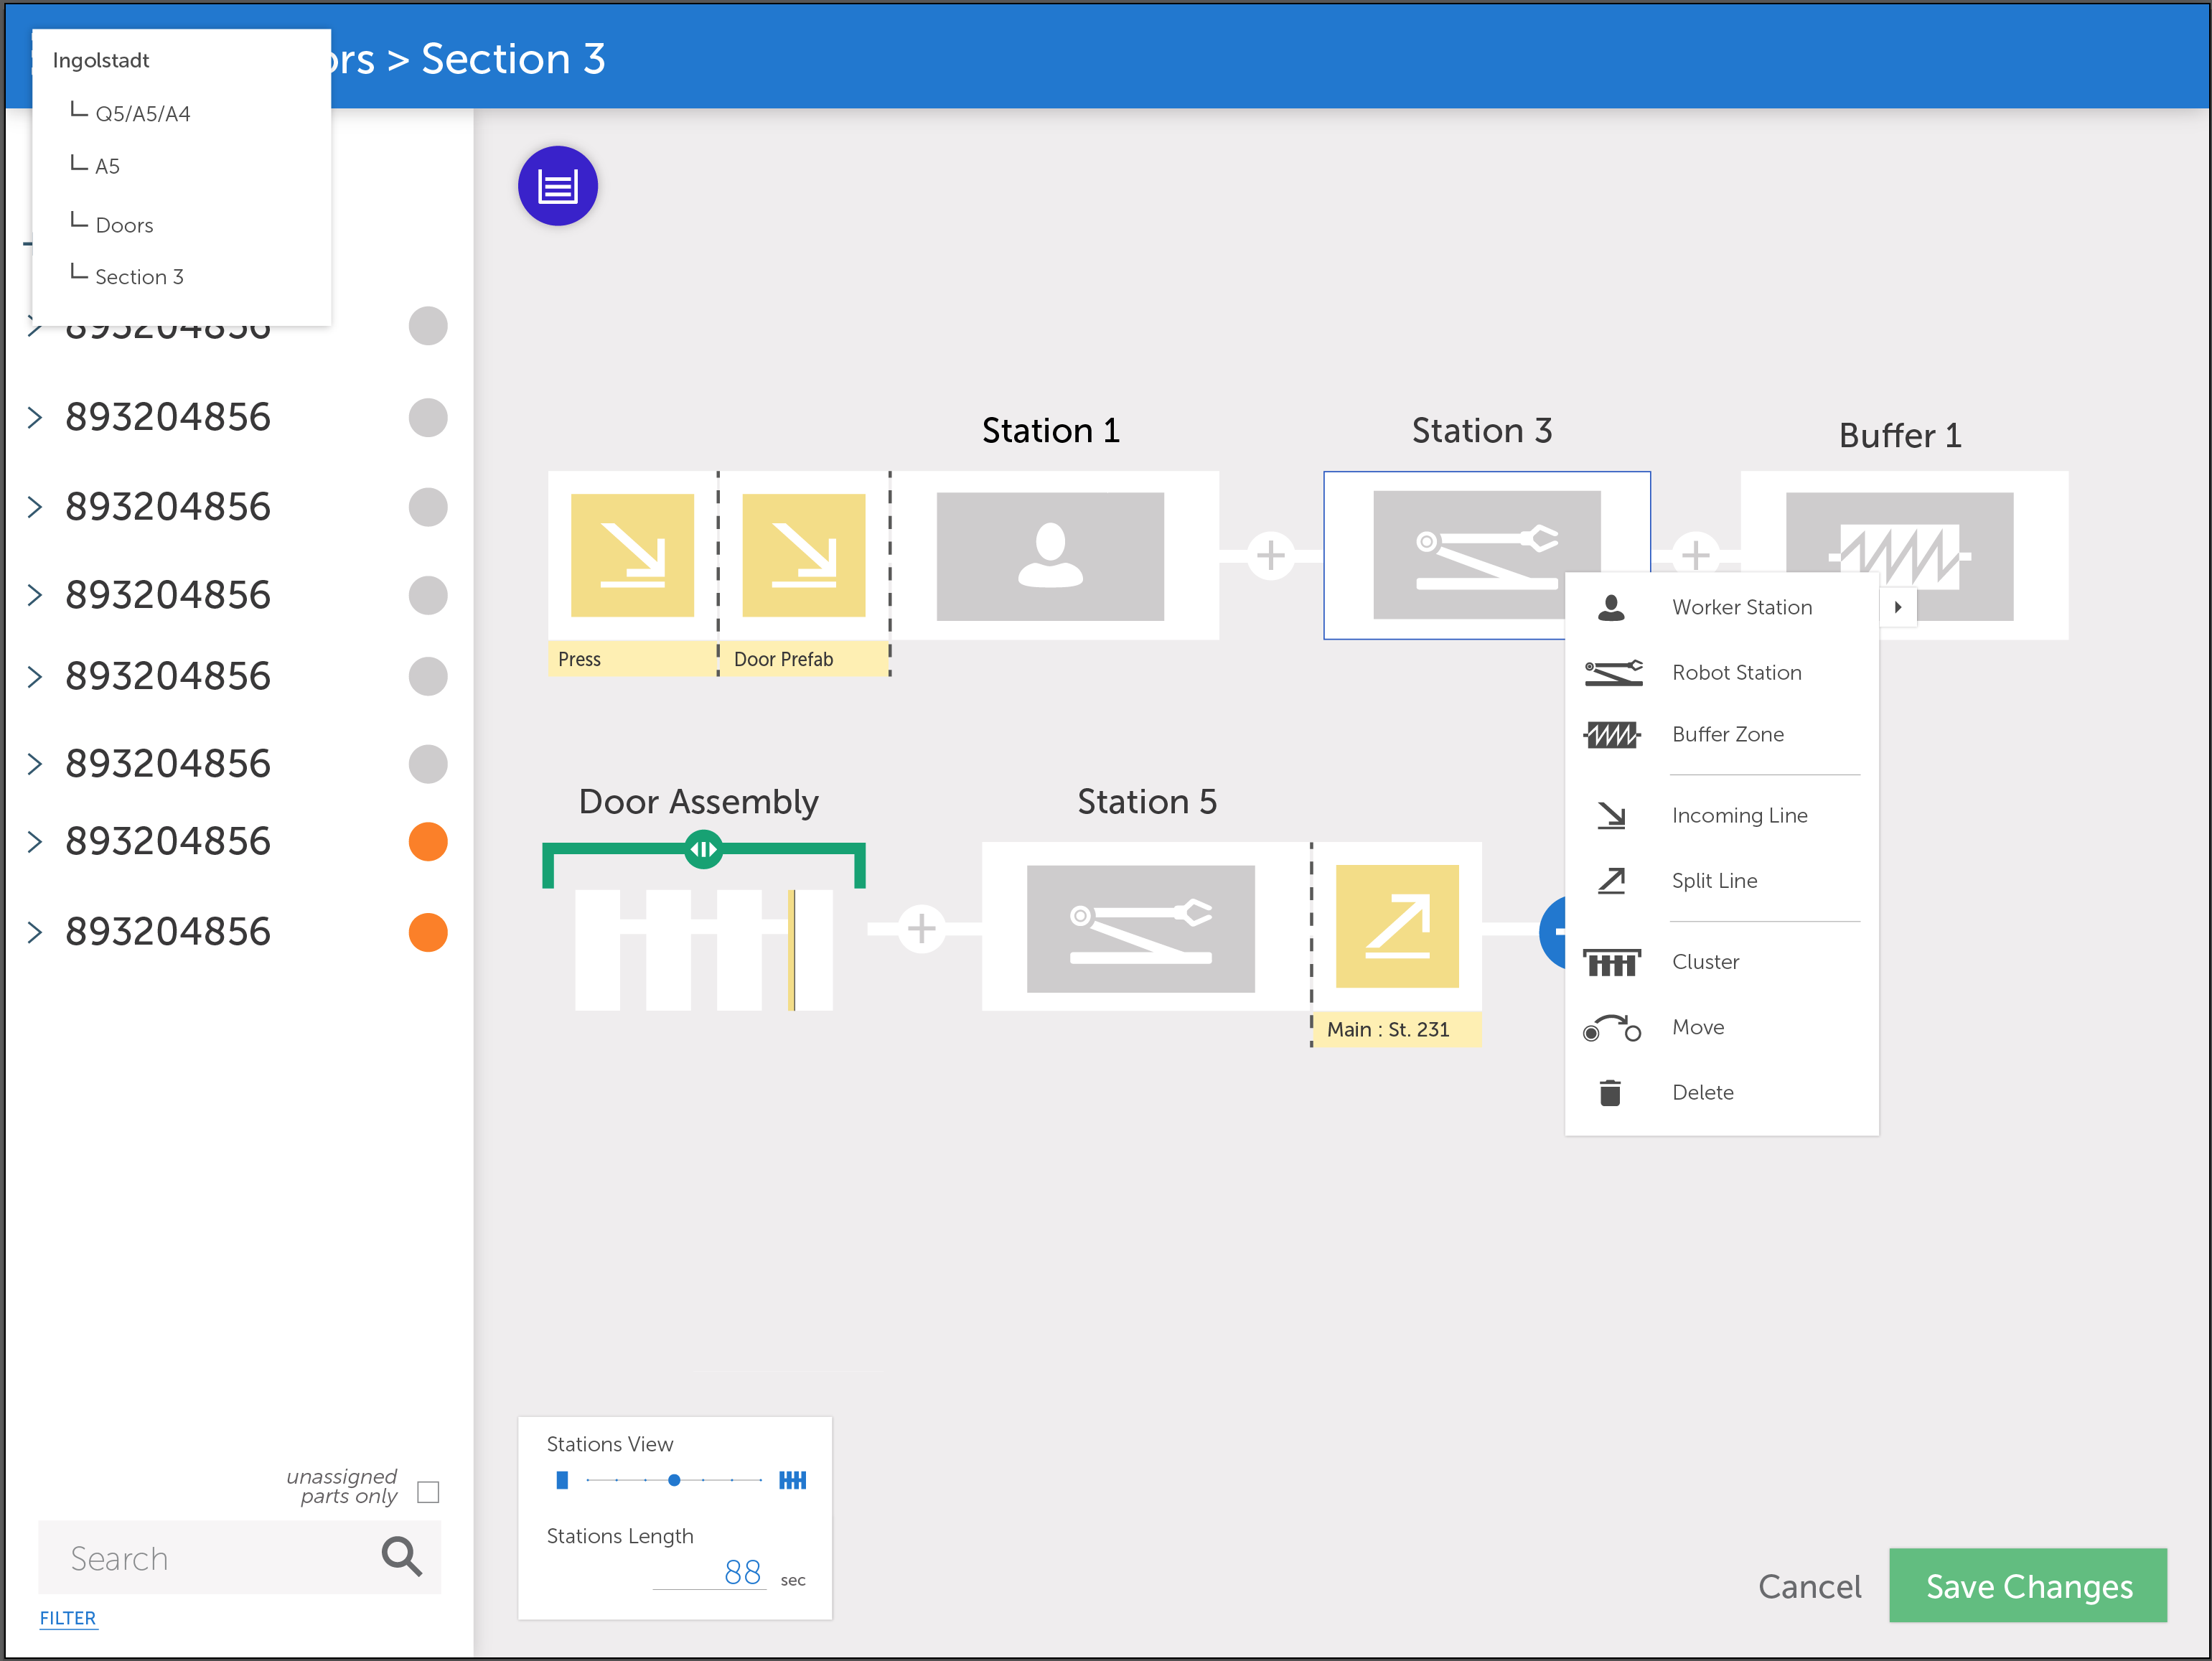 ors > Section 3
Ingolstadt
Q5/A5/A4
A5
Doors
Section 3
893204856
893204856
893204856
893204856
893204856
893204856
893204856
893204856
unassigned
parts only
Search
FILTER
Station 1
Station 3
Buffer 1
Press
Door Prefab
Door Assembly
Station 5
Main : St. 231
Worker Station
Robot Station
Buffer Zone
Incoming Line
Split Line
Cluster
Move
Delete
Stations View
Stations Length
88 sec
Cancel
Save Changes